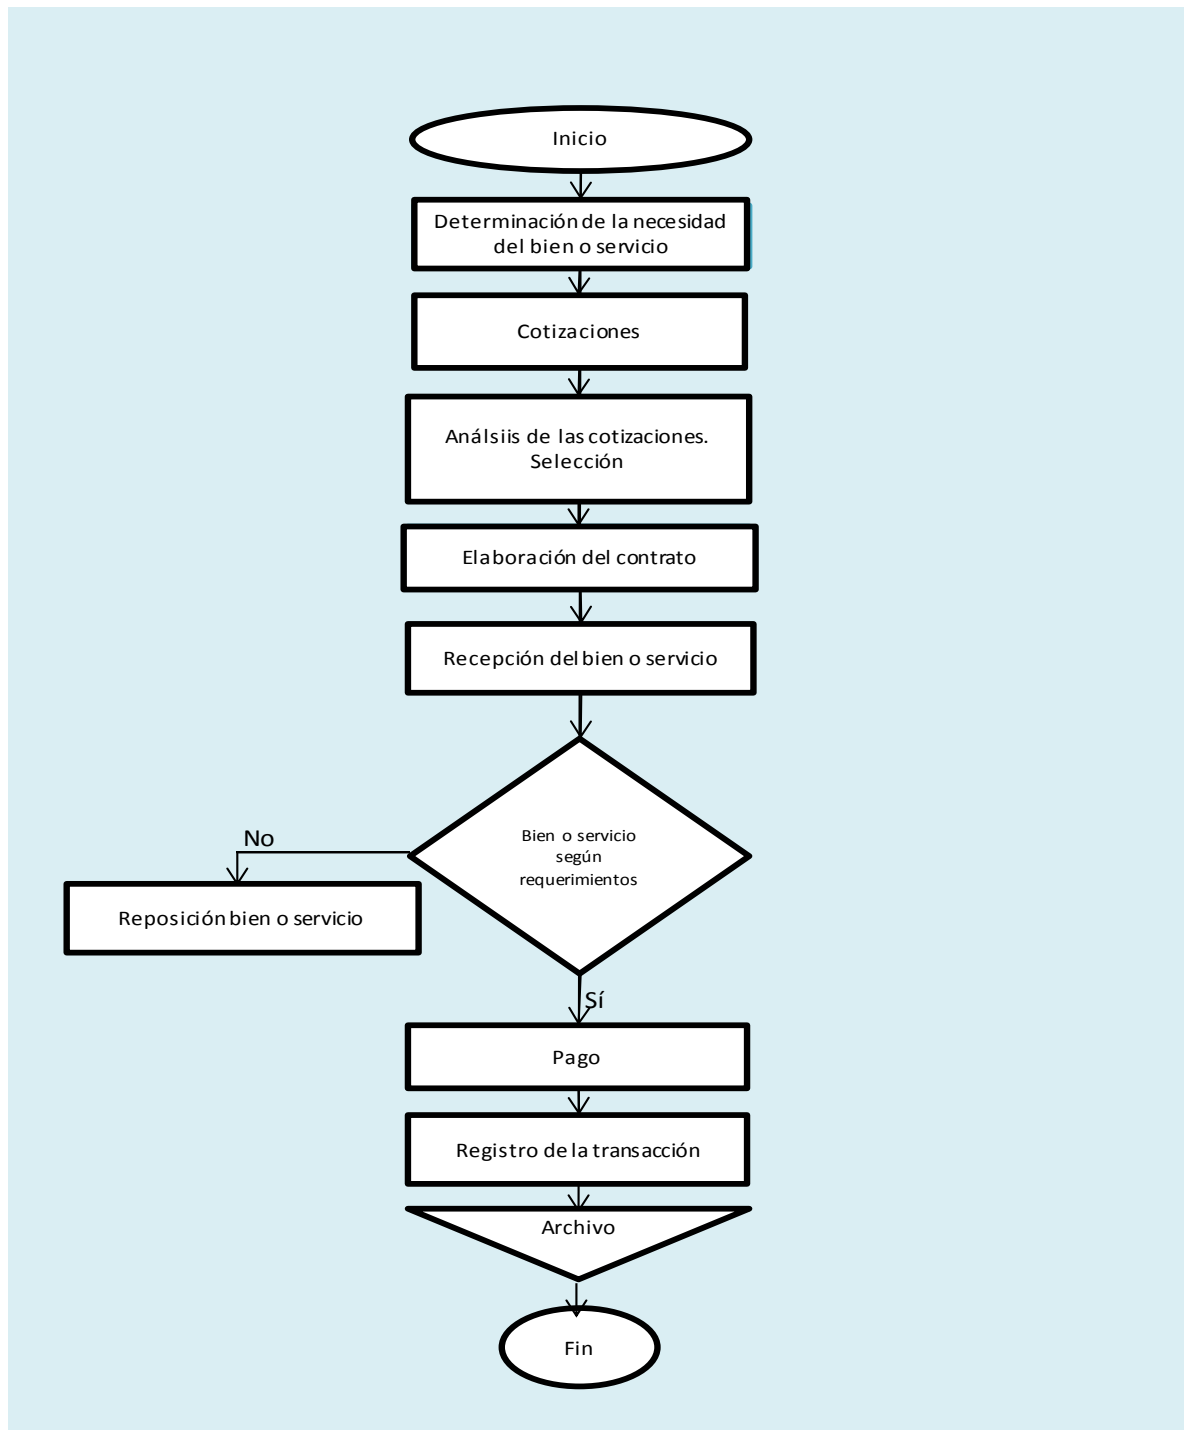 Inicio
Determinación de la necesidad
del bien o servicio
Cotizaciones
Análsiis de las cotizaciones.
Selección
Elaboración del contrato
Recepción del bien o servicio
Bien o servicio
según
requerimientos
No
Reposición bien o servicio
Sí
Pago
Registro de la transacción
Archivo
Fin